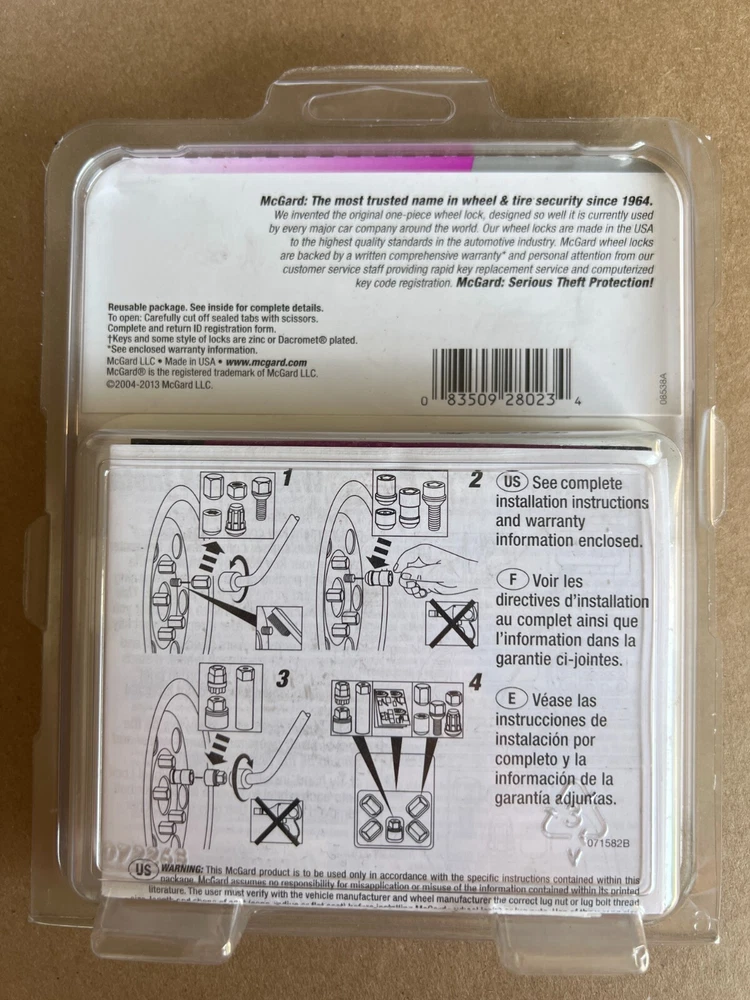 McGard: The most trusted name in wheel & tire security since 1964.
We invented the original one-piece wheel lock, designed so well it is currently used
by every major car company around the world. Our wheel locks are made in the USA
to the highest quality standards in the automotive industry. McGard wheel locks
are backed by a written comprehensive warranty* and personal attention from our
customer service staff providing rapid key replacement service and computerized
key code registration. McGard: Serious Theft Protection!
Reusable package. See inside for complete details.
To open: Carefully cut off sealed tabs with scissors.
Complete and return ID registration form.
†Keys and some style of locks are zinc or Dacromet® plated.
*See enclosed warranty information.
McGard LLC • Made in USA • www.mcgard.com
McGard® is the registered trademark of McGard LLC.
©2004-2013 McGard LLC.
0 83509 28023 4
08538A
1
2
3
4
US See complete
installation instructions
and warranty
information enclosed.
F Voir les
directives d'installation
au complet ainsi que
l'information dans la
garantie ci-jointes.
E Véase las
instrucciones de
instalación por
completo y la
información de la
garantía adjuntas.
3
V
071582B
US WARNING: This McGard product is to be used only in accordance with the specific instructions contained within this
package. McGard assumes no responsibility for misapplication or misuse of the information contained within its printed
literature. The user must verify with the vehicle manufacturer and wheel manufacturer the correct lug nut or lug bolt thread